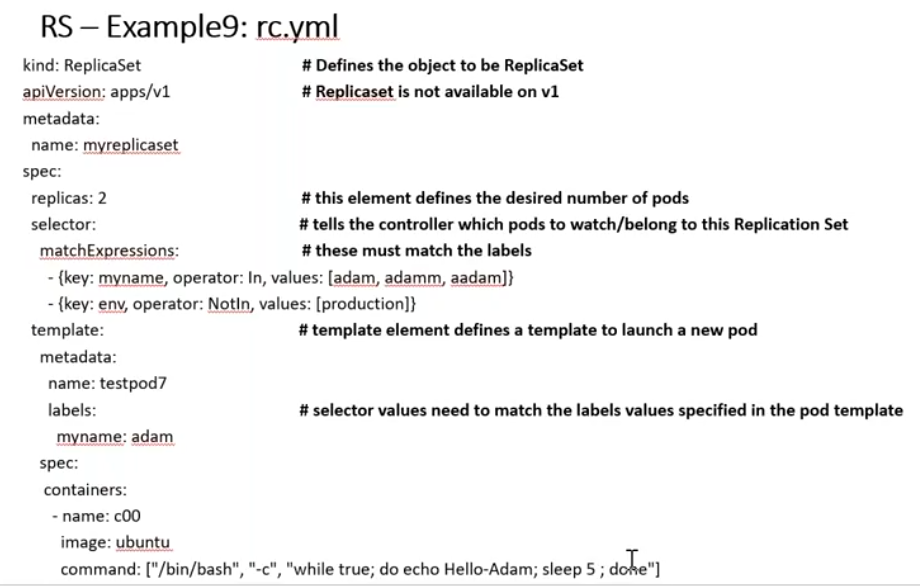 RS – Example9: rc.yml
kind: ReplicaSet # Defines the object to be ReplicaSet
apiVersion: apps/v1 # Replicaset is not available on v1
metadata:
name: myreplicaset
spec:
replicas: 2 # this element defines the desired number of pods
selector: # tells the controller which pods to watch/belong to this Replication Set
matchExpressions: # these must match the labels
- {key: myname, operator: In, values: [adam, adamm, aadam]}
- {key: env, operator: NotIn, values: [production]}
template: # template element defines a template to launch a new pod
metadata:
name: testpod7
labels: # selector values need to match the labels values specified in the pod template
myname: adam
spec:
containers:
- name: c00
image: ubuntu
command: ["/bin/bash", "-c", "while true; do echo Hello-Adam; sleep 5 ; done"]